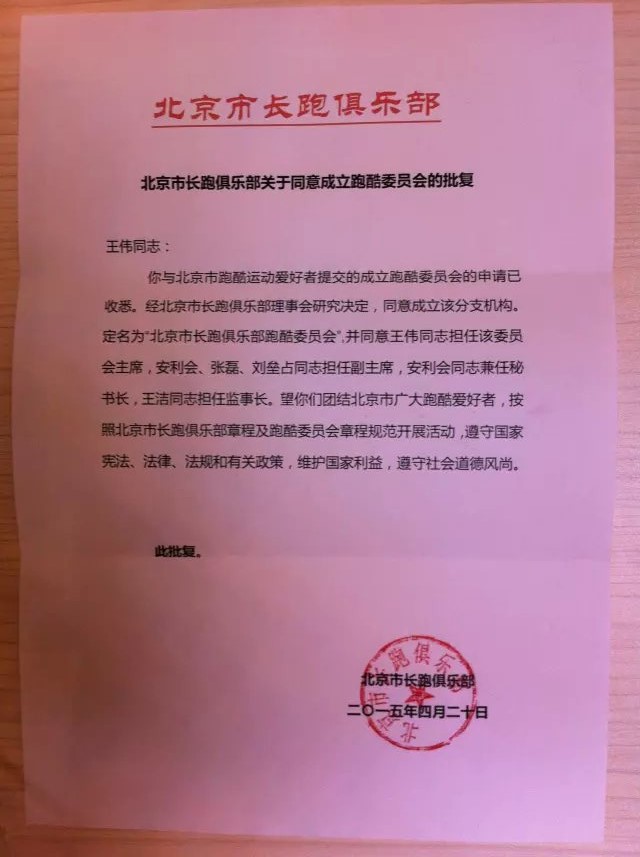 北京市长跑俱乐部
北京市长跑俱乐部关于同意成立跑酷委员会的批复
王伟同志：
你与北京市跑酷运动爱好者提交的成立跑酷委员会的申请已
收悉。经北京市长跑俱乐部理事会研究决定，同意成立该分支机构。
定名为“北京市长跑俱乐部跑酷委员会”,并同意王伟同志担任该委员
会主席，安利会、张磊、刘垒占同志担任副主席，安利会同志兼任秘
书长，王洁同志担任监事长。望你们团结北京市广大跑酷爱好者，按
照北京市长跑俱乐部章程及跑酷委员会章程规范开展活动，遵守国家
宪法、法律、法规和有关政策，维护国家利益，遵守社会道德风尚。
此批复。
北京市长跑俱乐部
北京市长跑俱乐部
二〇一五年四月二十日